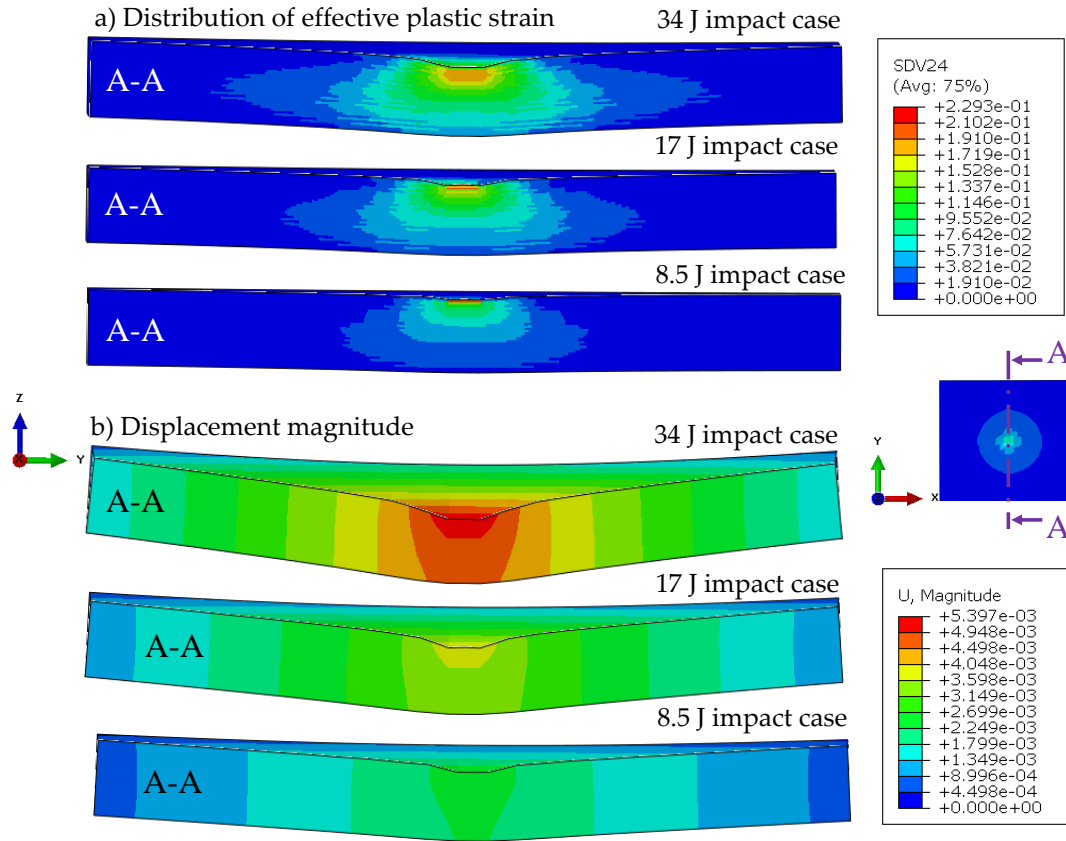 a) Distribution of effective plastic strain
34 J impact case
A-A
17 J impact case
A-A
8.5 J impact case
A-A
SDV24
(Avg: 75%)
+2.293e-01
+2.102e-01
+1.910e-01
+1.719e-01
+1.528e-01
+1.337e-01
+1.146e-01
+9.552e-02
+7.642e-02
+5.731e-02
+3.821e-02
+1.910e-02
+0.000e+00
A
A
Y
Z
X
Z
X
Y
b) Displacement magnitude
34 J impact case
A-A
17 J impact case
A-A
8.5 J impact case
A-A
U, Magnitude
+5.397e-03
+4.948e-03
+4.498e-03
+4.048e-03
+3.598e-03
+3.149e-03
+2.699e-03
+2.249e-03
+1.799e-03
+1.349e-03
+8.996e-04
+4.498e-04
+0.000e+00